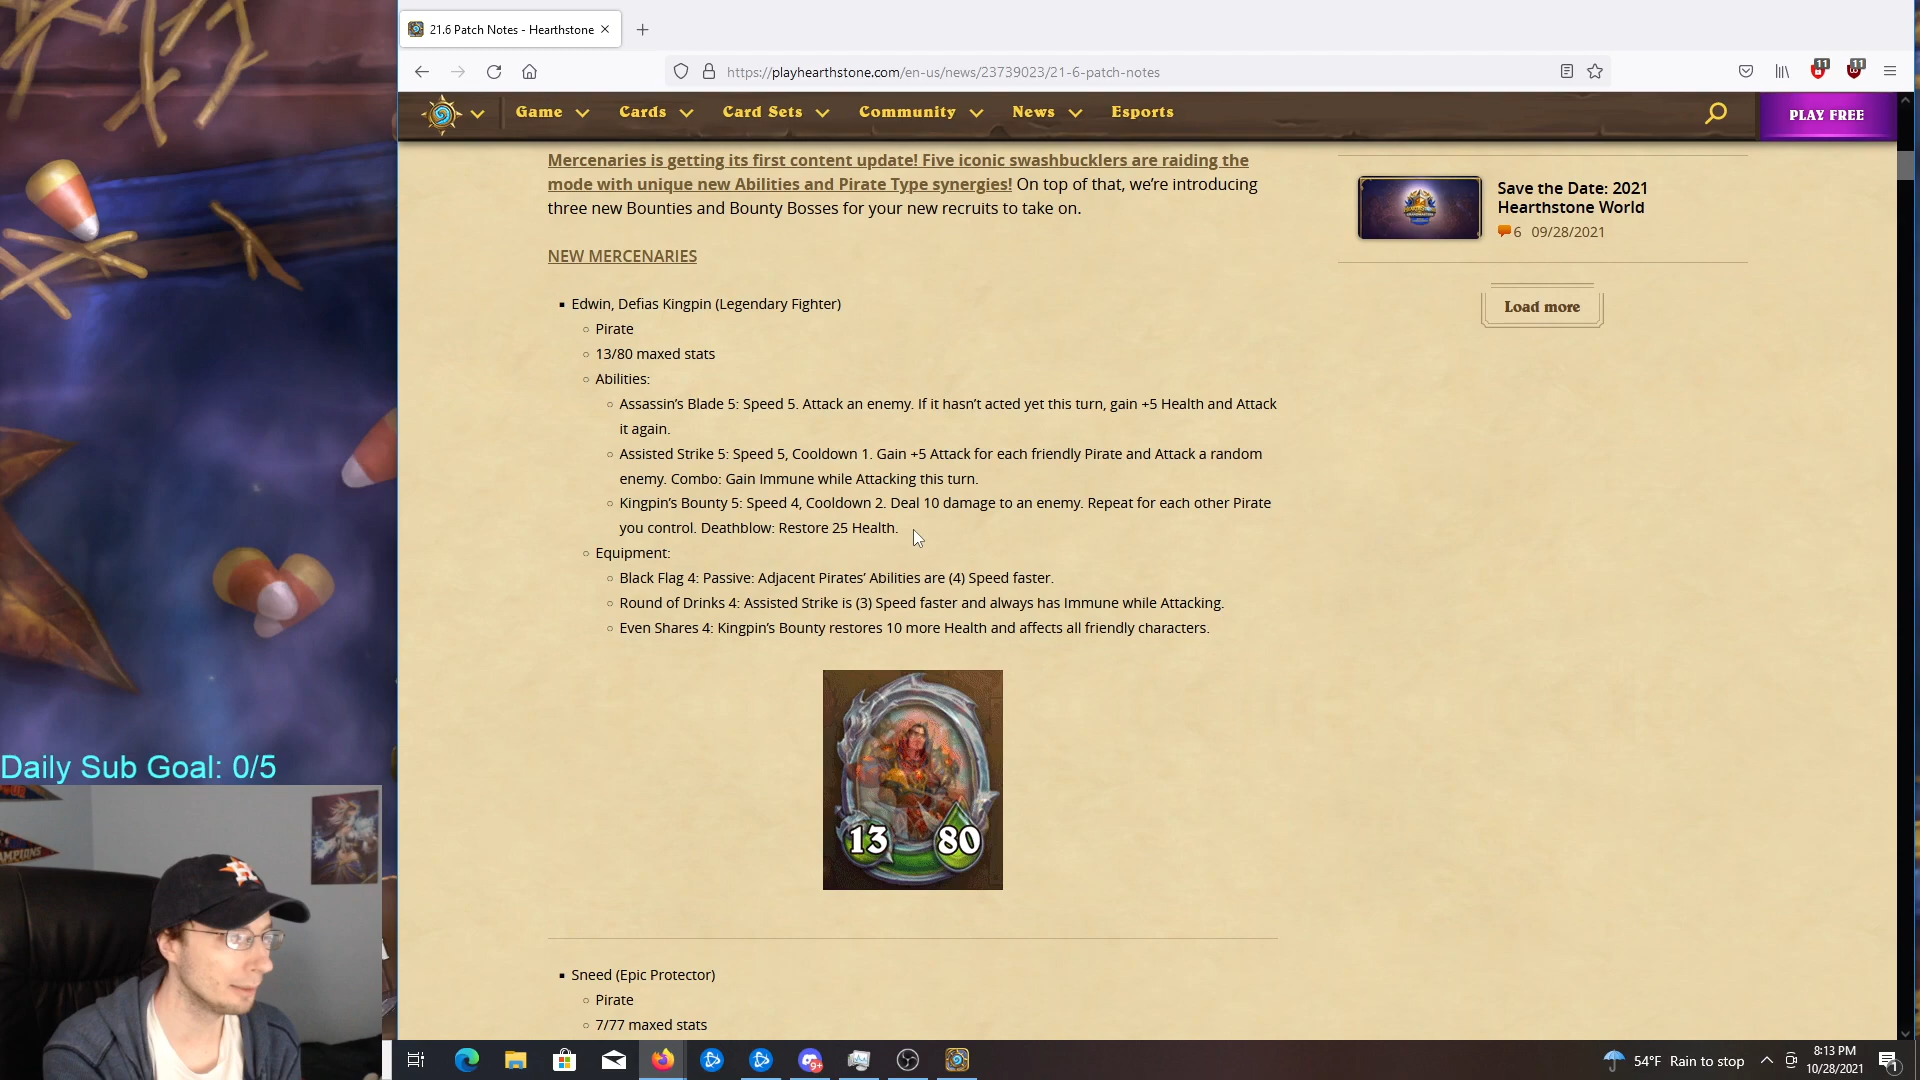 21.6 Patch Notes - Hearthstone
https://playhearthstone.com/en-us/news/23739023/21-6-patch-notes
11
11
Game
Cards
Card Sets
Community
News
Esports
PLAY FREE
Mercenaries is getting its first content update! Five iconic swashbucklers are raiding the
mode with unique new Abilities and Pirate Type synergies! On top of that, we’re introducing
three new Bounties and Bounty Bosses for your new recruits to take on.
Save the Date: 2021
Hearthstone World
6 09/28/2021
Load more
NEW MERCENARIES
Edwin, Defias Kingpin (Legendary Fighter)
Pirate
13/80 maxed stats
Abilities:
Assassin’s Blade 5: Speed 5. Attack an enemy. If it hasn’t acted yet this turn, gain +5 Health and Attack
it again.
Assisted Strike 5: Speed 5, Cooldown 1. Gain +5 Attack for each friendly Pirate and Attack a random
enemy. Combo: Gain Immune while Attacking this turn.
Kingpin’s Bounty 5: Speed 4, Cooldown 2. Deal 10 damage to an enemy. Repeat for each other Pirate
you control. Deathblow: Restore 25 Health.
Equipment:
Black Flag 4: Passive: Adjacent Pirates’ Abilities are (4) Speed faster.
Round of Drinks 4: Assisted Strike is (3) Speed faster and always has Immune while Attacking.
Even Shares 4: Kingpin’s Bounty restores 10 more Health and affects all friendly characters.
13 80
Sneed (Epic Protector)
Pirate
7/77 maxed stats
Daily Sub Goal: 0/5
9+
54°F Rain to stop
8:13 PM
10/28/2021
1